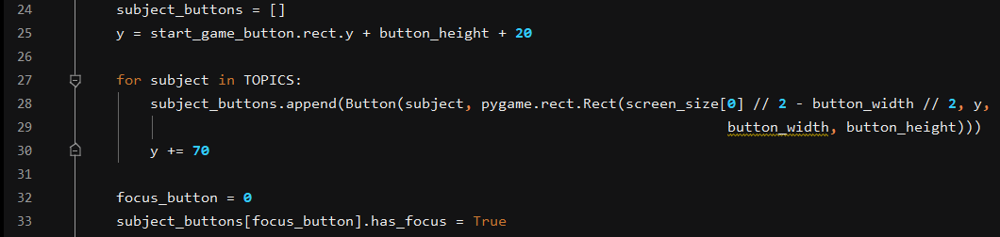 24 subject_buttons = []
25 y = start_game_button.rect.y + button_height + 20
26
27 for subject in TOPICS:
28 subject_buttons.append(Button(subject, pygame.rect.Rect(screen_size[0] // 2 - button_width // 2, y,
29 button_width, button_height)))
30 y += 70
31
32 focus_button = 0
33 subject_buttons[focus_button].has_focus = True